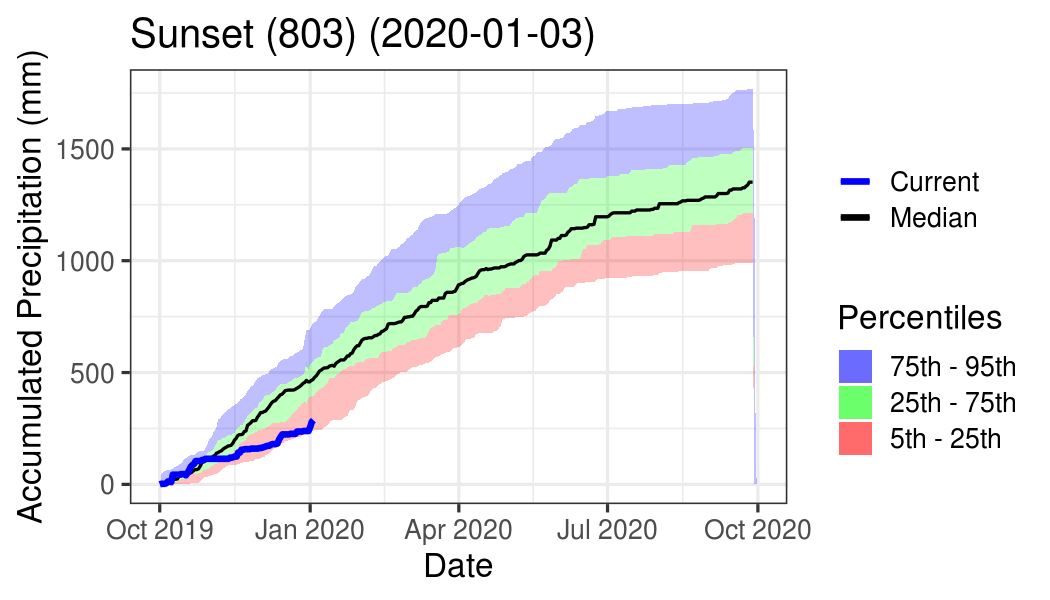 Sunset (803) (2020-01-03)
Accumulated Precipitation (mm)
1500
1000
500
0
Oct 2019
Jan 2020
Apr 2020
Jul 2020
Oct 2020
Date
Current
Median
Percentiles
75th - 95th
25th - 75th
5th - 25th